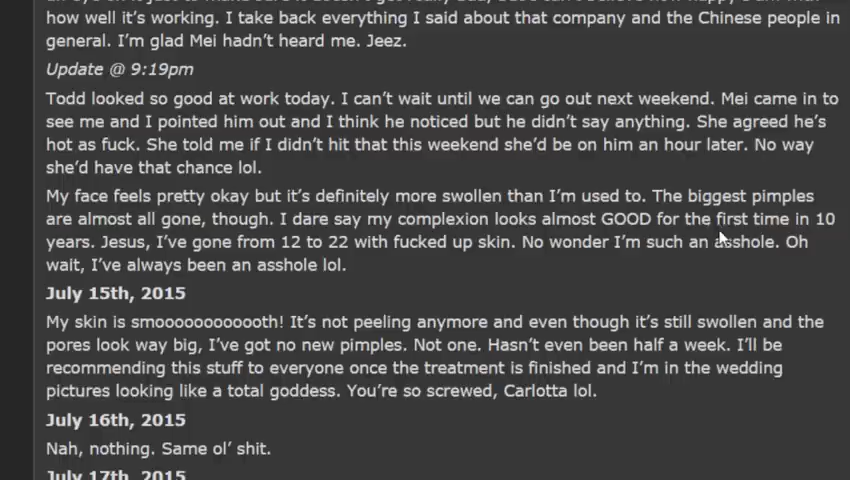 how well it's working. I take back everything I said about that company and the Chinese people in
general. I'm glad Mei hadn't heard me. Jeez.
Update @ 9:19pm
Todd looked so good at work today. I can't wait until we can go out next weekend. Mei came in to
see me and I pointed him out and I think he noticed but he didn't say anything. She agreed he's
hot as fuck. She told me if I didn't hit that this weekend she'd be on him an hour later. No way
she'd have that chance lol.
My face feels pretty okay but it's definitely more swollen than I'm used to. The biggest pimples
are almost all gone, though. I dare say my complexion looks almost GOOD for the first time in 10
years. Jesus, I've gone from 12 to 22 with fucked up skin. No wonder I'm such an asshole. Oh
wait, I've always been an asshole lol.
July 15th, 2015
My skin is smooooooooooth! It's not peeling anymore and even though it's still swollen and the
pores look way big, I've got no new pimples. Not one. Hasn't even been half a week. I'll be
recommending this stuff to everyone once the treatment is finished and I'm in the wedding
pictures looking like a total goddess. You're so screwed, Carlotta lol.
July 16th, 2015
Nah, nothing. Same ol' shit.
July 17th, 2015